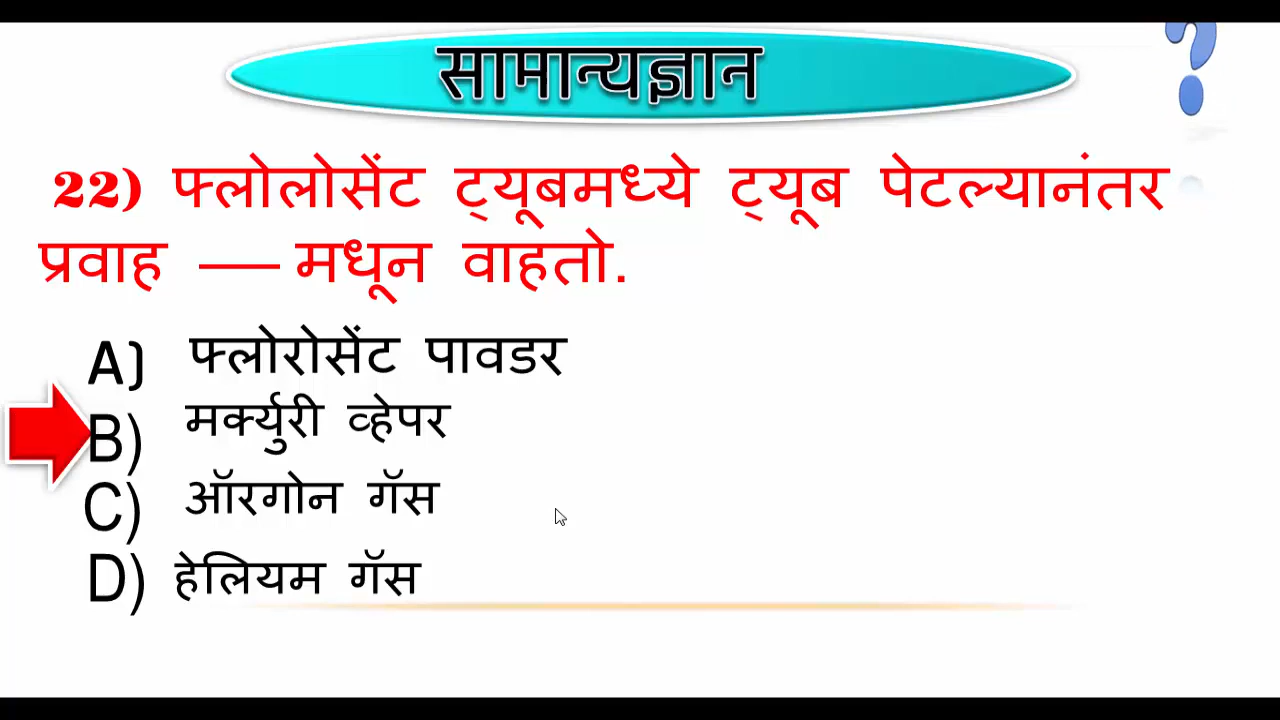 सामान्यज्ञान
22) फ्लोलोसेंट ट्यूबमध्ये ट्यूब पेटल्यानंतर
प्रवाह — मधून वाहतो.
A) फ्लोरोसेंट पावडर
B) मर्क्युरी व्हेपर
C) ऑरगोन गॅस
D) हेलियम गॅस